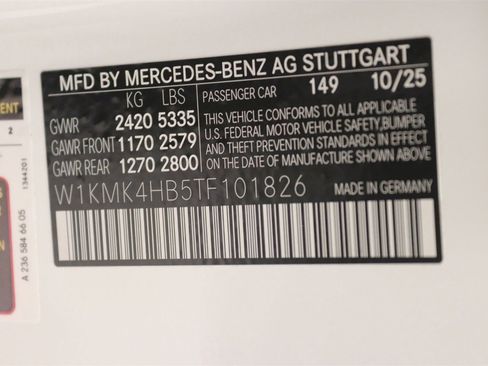 MFD BY MERCEDES-BENZ AG STUTTGART
KG LBS
GVWR 2420 5335
GAWR FRONT 1170 2579
GAWR REAR 1270 2800
PASSENGER CAR 149 10/25
THIS VEHICLE CONFORMS TO ALL APPLICABLE
U.S. FEDERAL MOTOR VEHICLE SAFETY,BUMPER
AND THEFT PREVENTION STANDARDS IN EFFECT
ON THE DATE OF MANUFACTURE SHOWN ABOVE.
W1KMK4HB5TF101826 MADE IN GERMANY
2
1344201
A 236 584 66 05